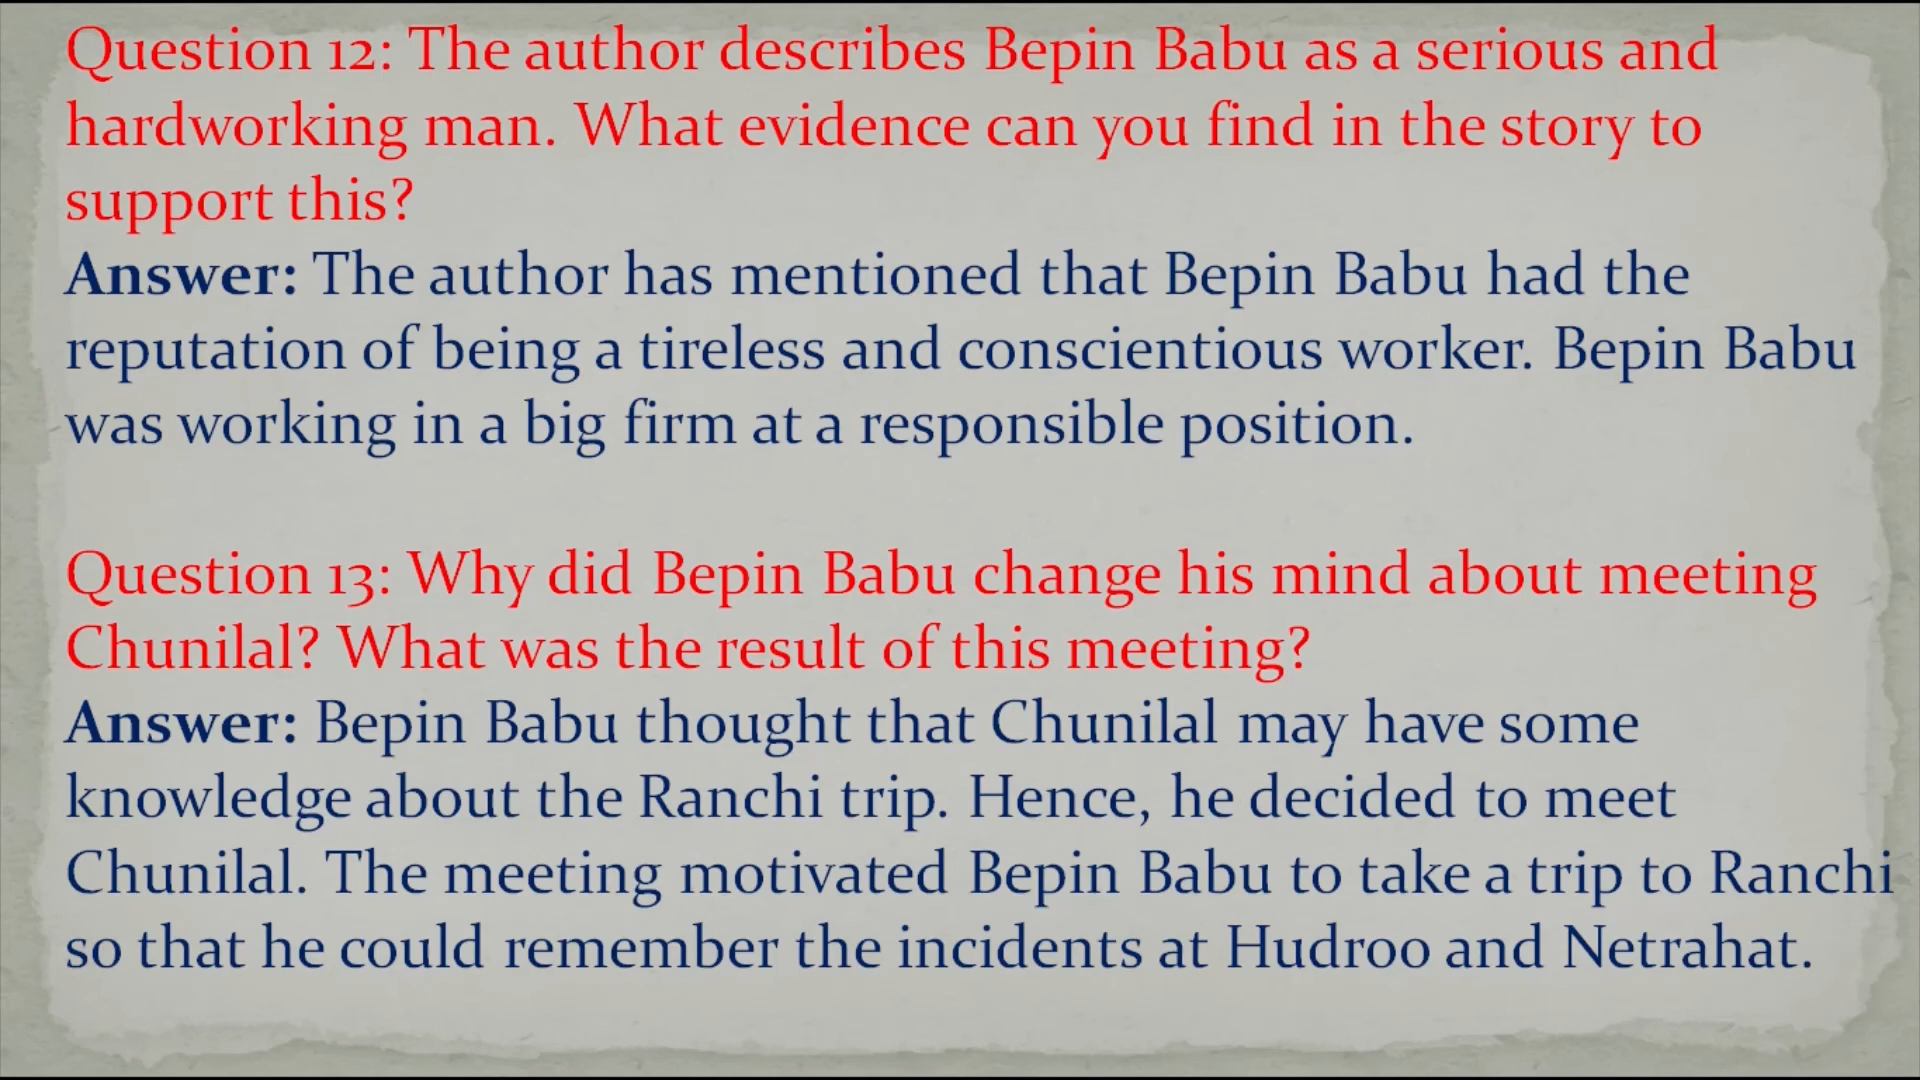 Question 12: The author describes Bepin Babu as a serious and
hardworking man. What evidence can you find in the story to
support this?
Answer: The author has mentioned that Bepin Babu had the
reputation of being a tireless and conscientious worker. Bepin Babu
was working in a big firm at a responsible position.
Question 13: Why did Bepin Babu change his mind about meeting
Chunilal? What was the result of this meeting?
Answer: Bepin Babu thought that Chunilal may have some
knowledge about the Ranchi trip. Hence, he decided to meet
Chunilal. The meeting motivated Bepin Babu to take a trip to Ranchi
so that he could remember the incidents at Hudroo and Netrahat.